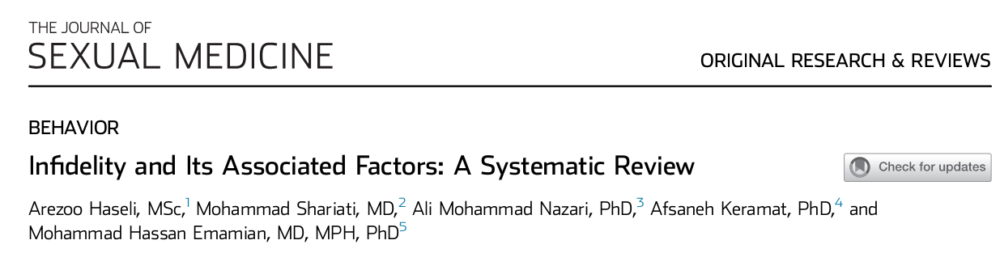 THE JOURNAL OF
SEXUAL MEDICINE
ORIGINAL RESEARCH & REVIEWS
BEHAVIOR
Infidelity and Its Associated Factors: A Systematic Review
Check for updates
Arezoo Haseli, MSc,1 Mohammad Shariati, MD,2 Ali Mohammad Nazari, PhD,3 Afsaneh Keramat, PhD,4 and
Mohammad Hassan Emamian, MD, MPH, PhD5